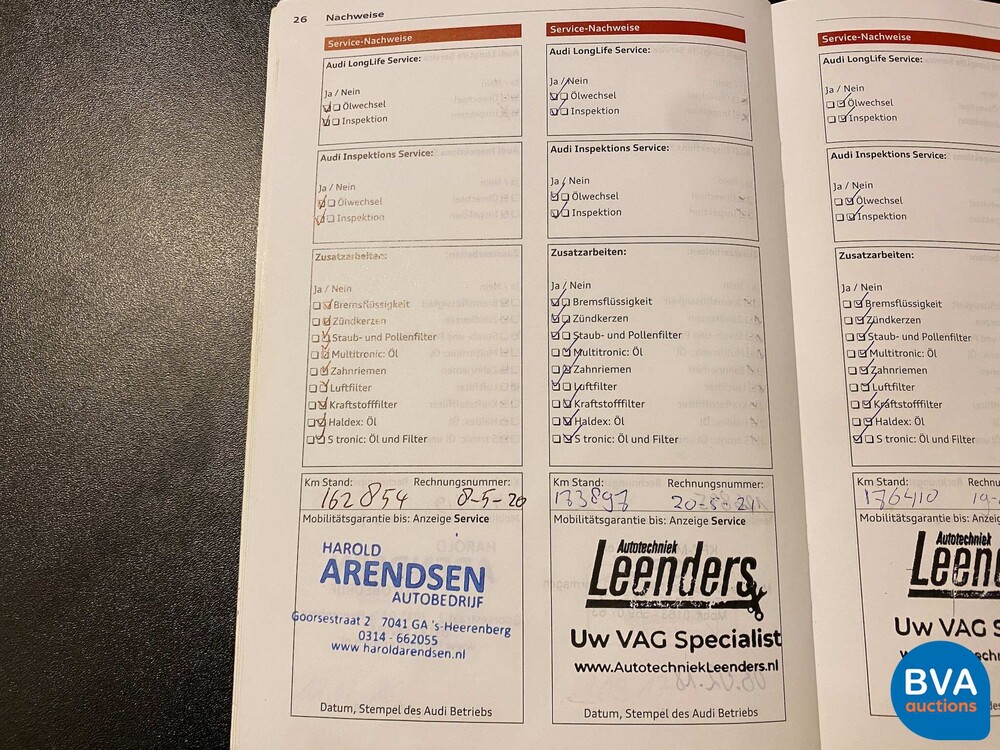 26 Nachweise
Service-Nachweise
Audi LongLife Service:
Ja / Nein
Ölwechsel
Inspektion
Audi Inspektions Service:
Ja / Nein
Ölwechsel
Inspektion
Zusatzarbeiten:
Ja / Nein
Bremsflüssigkeit
Zündkerzen
Staub- und Pollenfilter
Multitronic: Öl
Zahnriemen
Luftfilter
Kraftstofffilter
Haldex: Öl
S tronic: Öl und Filter
Km Stand: Rechnungsnummer:
162854 8-5-20
Mobilitätsgarantie bis: Anzeige Service
HAROLD
ARENDSEN
AUTOBEDRIJF
Goorsestraat 2 7041 GA 's-Heerenberg
0314 - 662055
www.haroldarendsen.nl
Datum, Stempel des Audi Betriebs
Service-Nachweise
Audi LongLife Service:
Ja / Nein
Ölwechsel
Inspektion
Audi Inspektions Service:
Ja / Nein
Ölwechsel
Inspektion
Zusatzarbeiten:
Ja / Nein
Bremsflüssigkeit
Zündkerzen
Staub- und Pollenfilter
Multitronic: Öl
Zahnriemen
Luftfilter
Kraftstofffilter
Haldex: Öl
S tronic: Öl und Filter
Km Stand: Rechnungsnummer:
173897 20-5-21
Mobilitätsgarantie bis: Anzeige Service
Autotechniek
Leenders
Uw VAG Specialist
www.AutotechniekLeenders.nl
Datum, Stempel des Audi Betriebs
Service-Nachweise
Audi LongLife Service:
Ja / Nein
Ölwechsel
Inspektion
Audi Inspektions Service:
Ja / Nein
Ölwechsel
Inspektion
Zusatzarbeiten:
Ja / Nein
Bremsflüssigkeit
Zündkerzen
Staub- und Pollenfilter
Multitronic: Öl
Zahnriemen
Luftfilter
Kraftstofffilter
Haldex: Öl
S tronic: Öl und Filter
Km Stand: Rechnu
176410 19-
Mobilitätsgarantie bis: Anzeige
Autotechniek
Leen
Uw VAG S
BVA
auctions